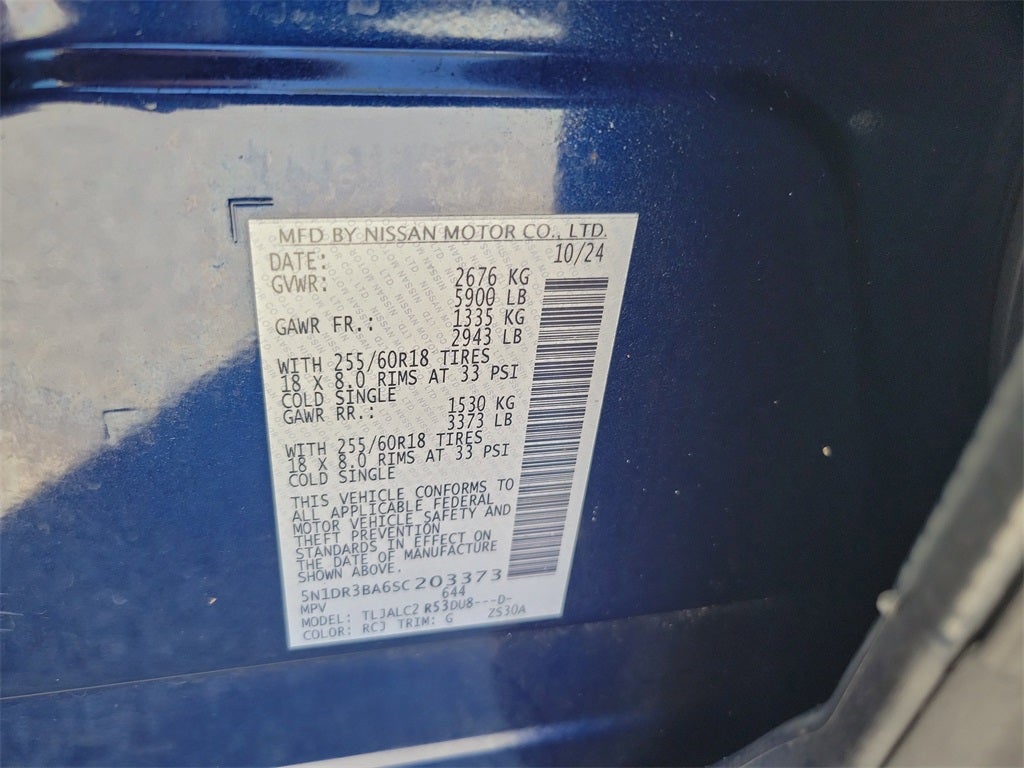 MFD BY NISSAN MOTOR CO., LTD.
DATE: 10/24
GVWR: 2676 KG
5900 LB
GAWR FR.: 1335 KG
2943 LB
WITH 255/60R18 TIRES
18 X 8.0 RIMS AT 33 PSI
COLD SINGLE
GAWR RR.: 1530 KG
3373 LB
WITH 255/60R18 TIRES
18 X 8.0 RIMS AT 33 PSI
COLD SINGLE
THIS VEHICLE CONFORMS TO
ALL APPLICABLE FEDERAL
MOTOR VEHICLE SAFETY AND
THEFT PREVENTION
STANDARDS IN EFFECT ON
THE DATE OF MANUFACTURE
SHOWN ABOVE.
5N1DR3BA6SC203373
MPV 644
MODEL: TLJALC2 R53DU8---D-
COLOR: RCJ TRIM: G ZS30A